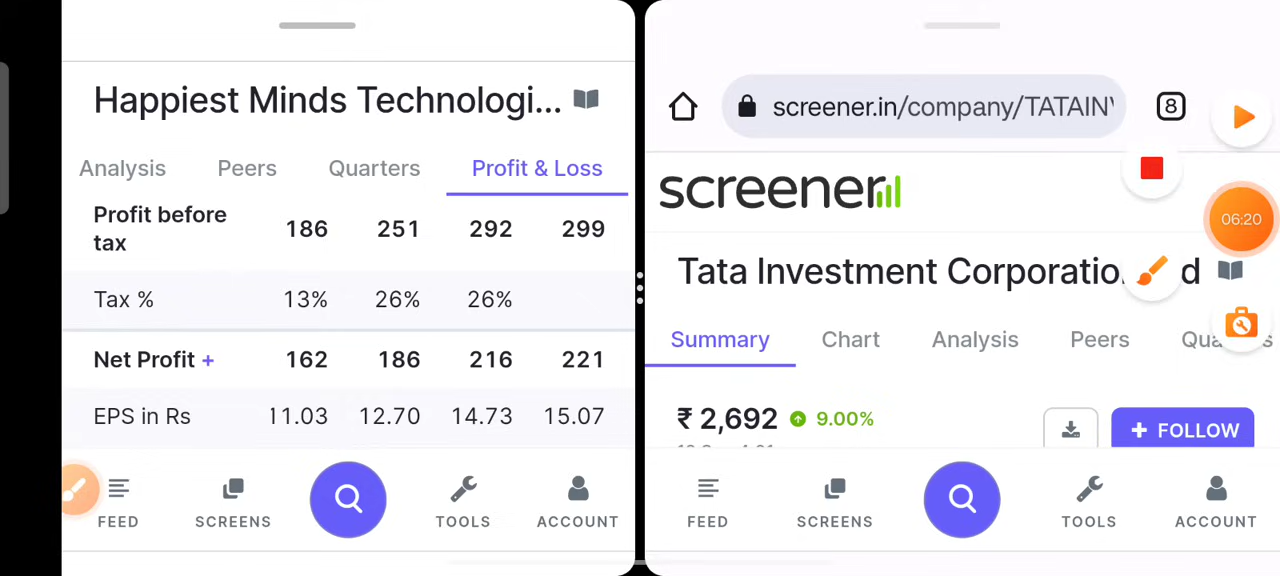 Happiest Minds Technologi...
Analysis Peers Quarters Profit & Loss
Profit before tax 186 251 292 299
Tax % 13% 26% 26%
Net Profit + 162 186 216 221
EPS in Rs 11.03 12.70 14.73 15.07
FEED SCREENS TOOLS ACCOUNT
screener.in/company/TATAIN
8
screener
06:20
Tata Investment Corporatio d
Summary Chart Analysis Peers
₹ 2,692 9.00%
+ FOLLOW
FEED SCREENS TOOLS ACCOUNT